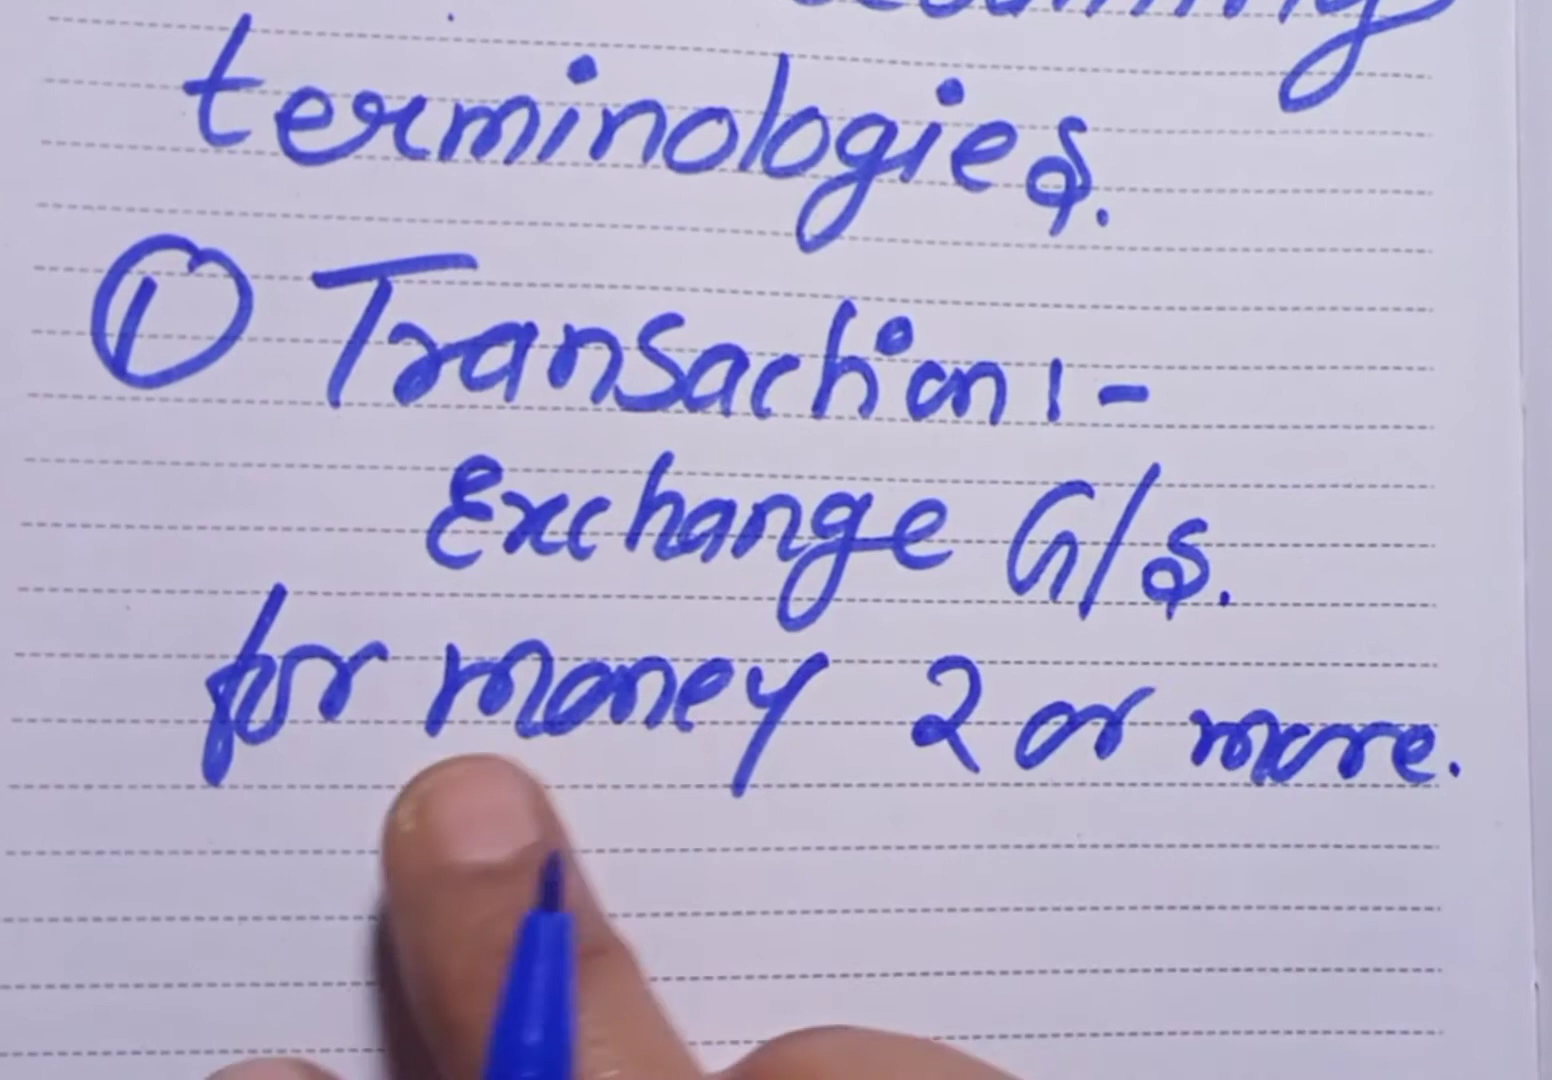 terminologies.
① Transaction :-
Exchange G/S.
for money 2 or more.